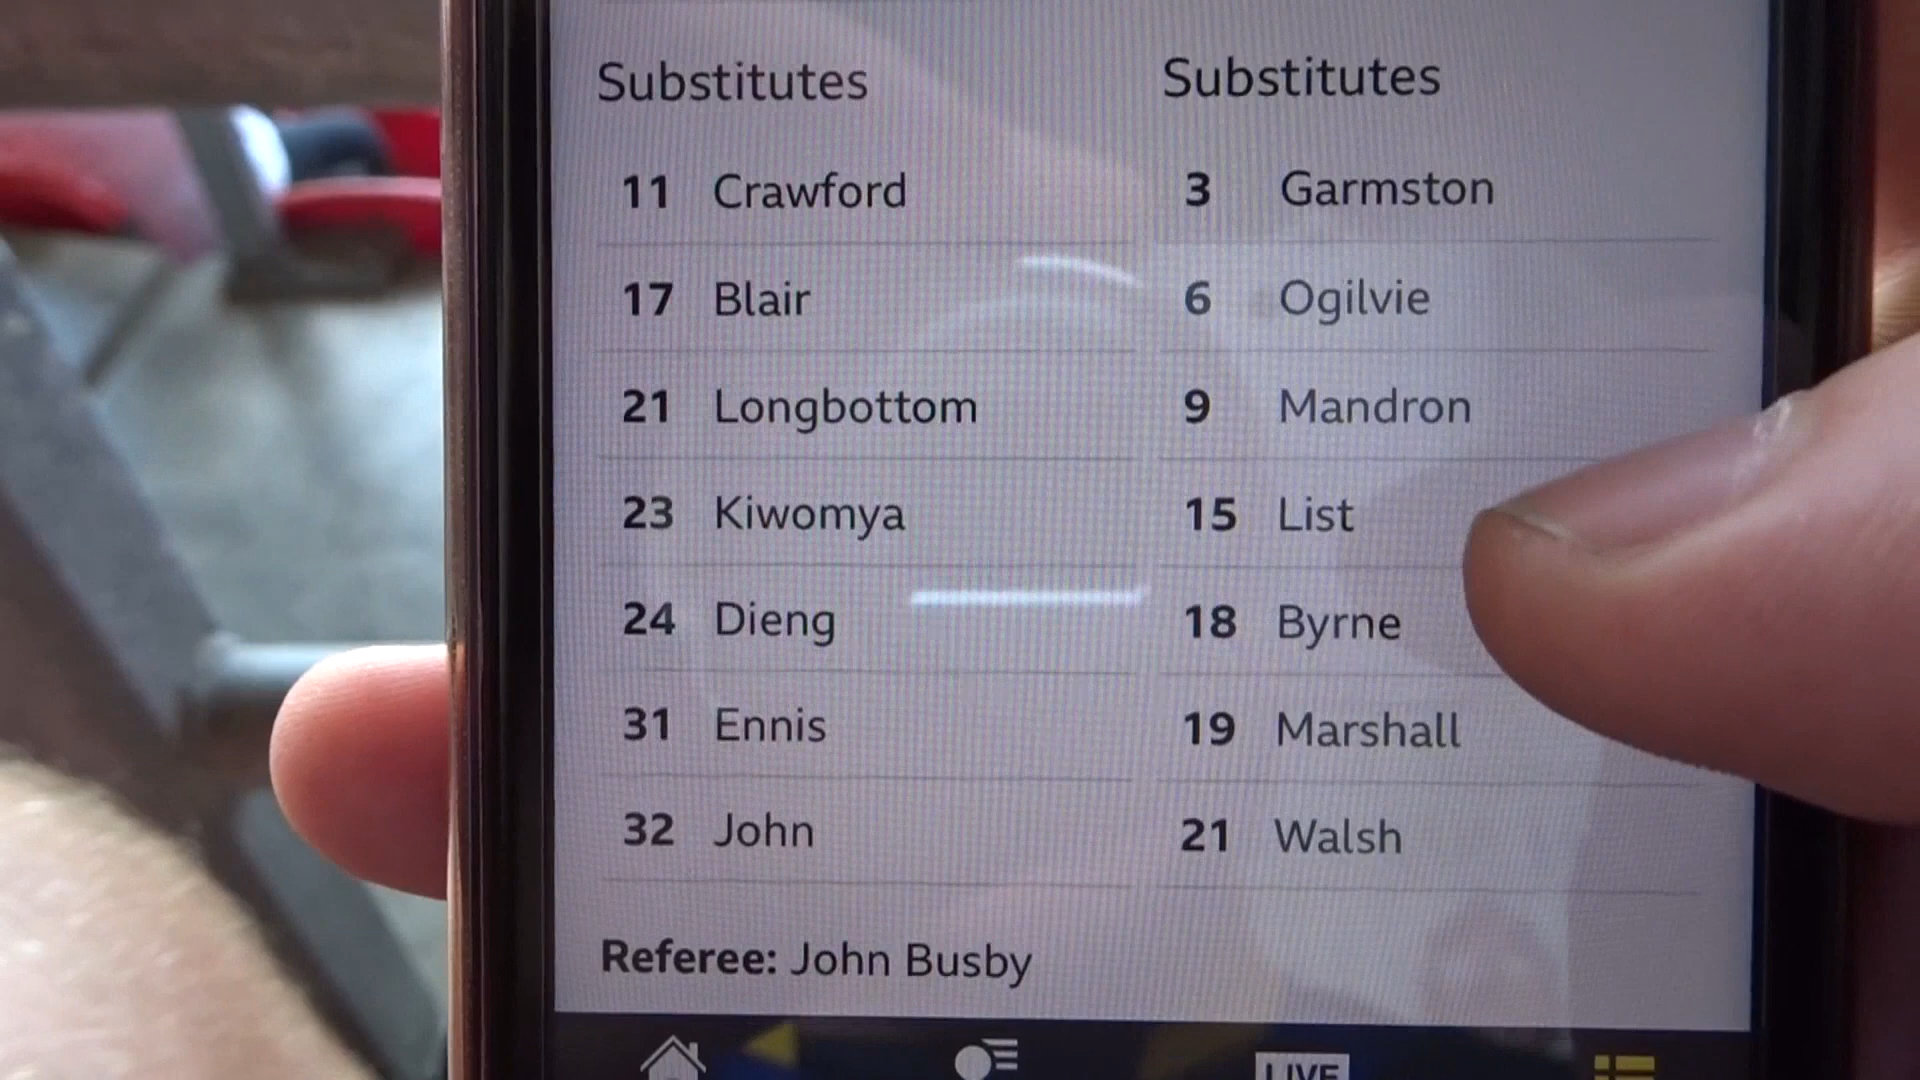 Substitutes Substitutes
11 Crawford 3 Garmston
17 Blair 6 Ogilvie
21 Longbottom 9 Mandron
23 Kiwomya 15 List
24 Dieng 18 Byrne
31 Ennis 19 Marshall
32 John 21 Walsh
Referee: John Busby
LIVE